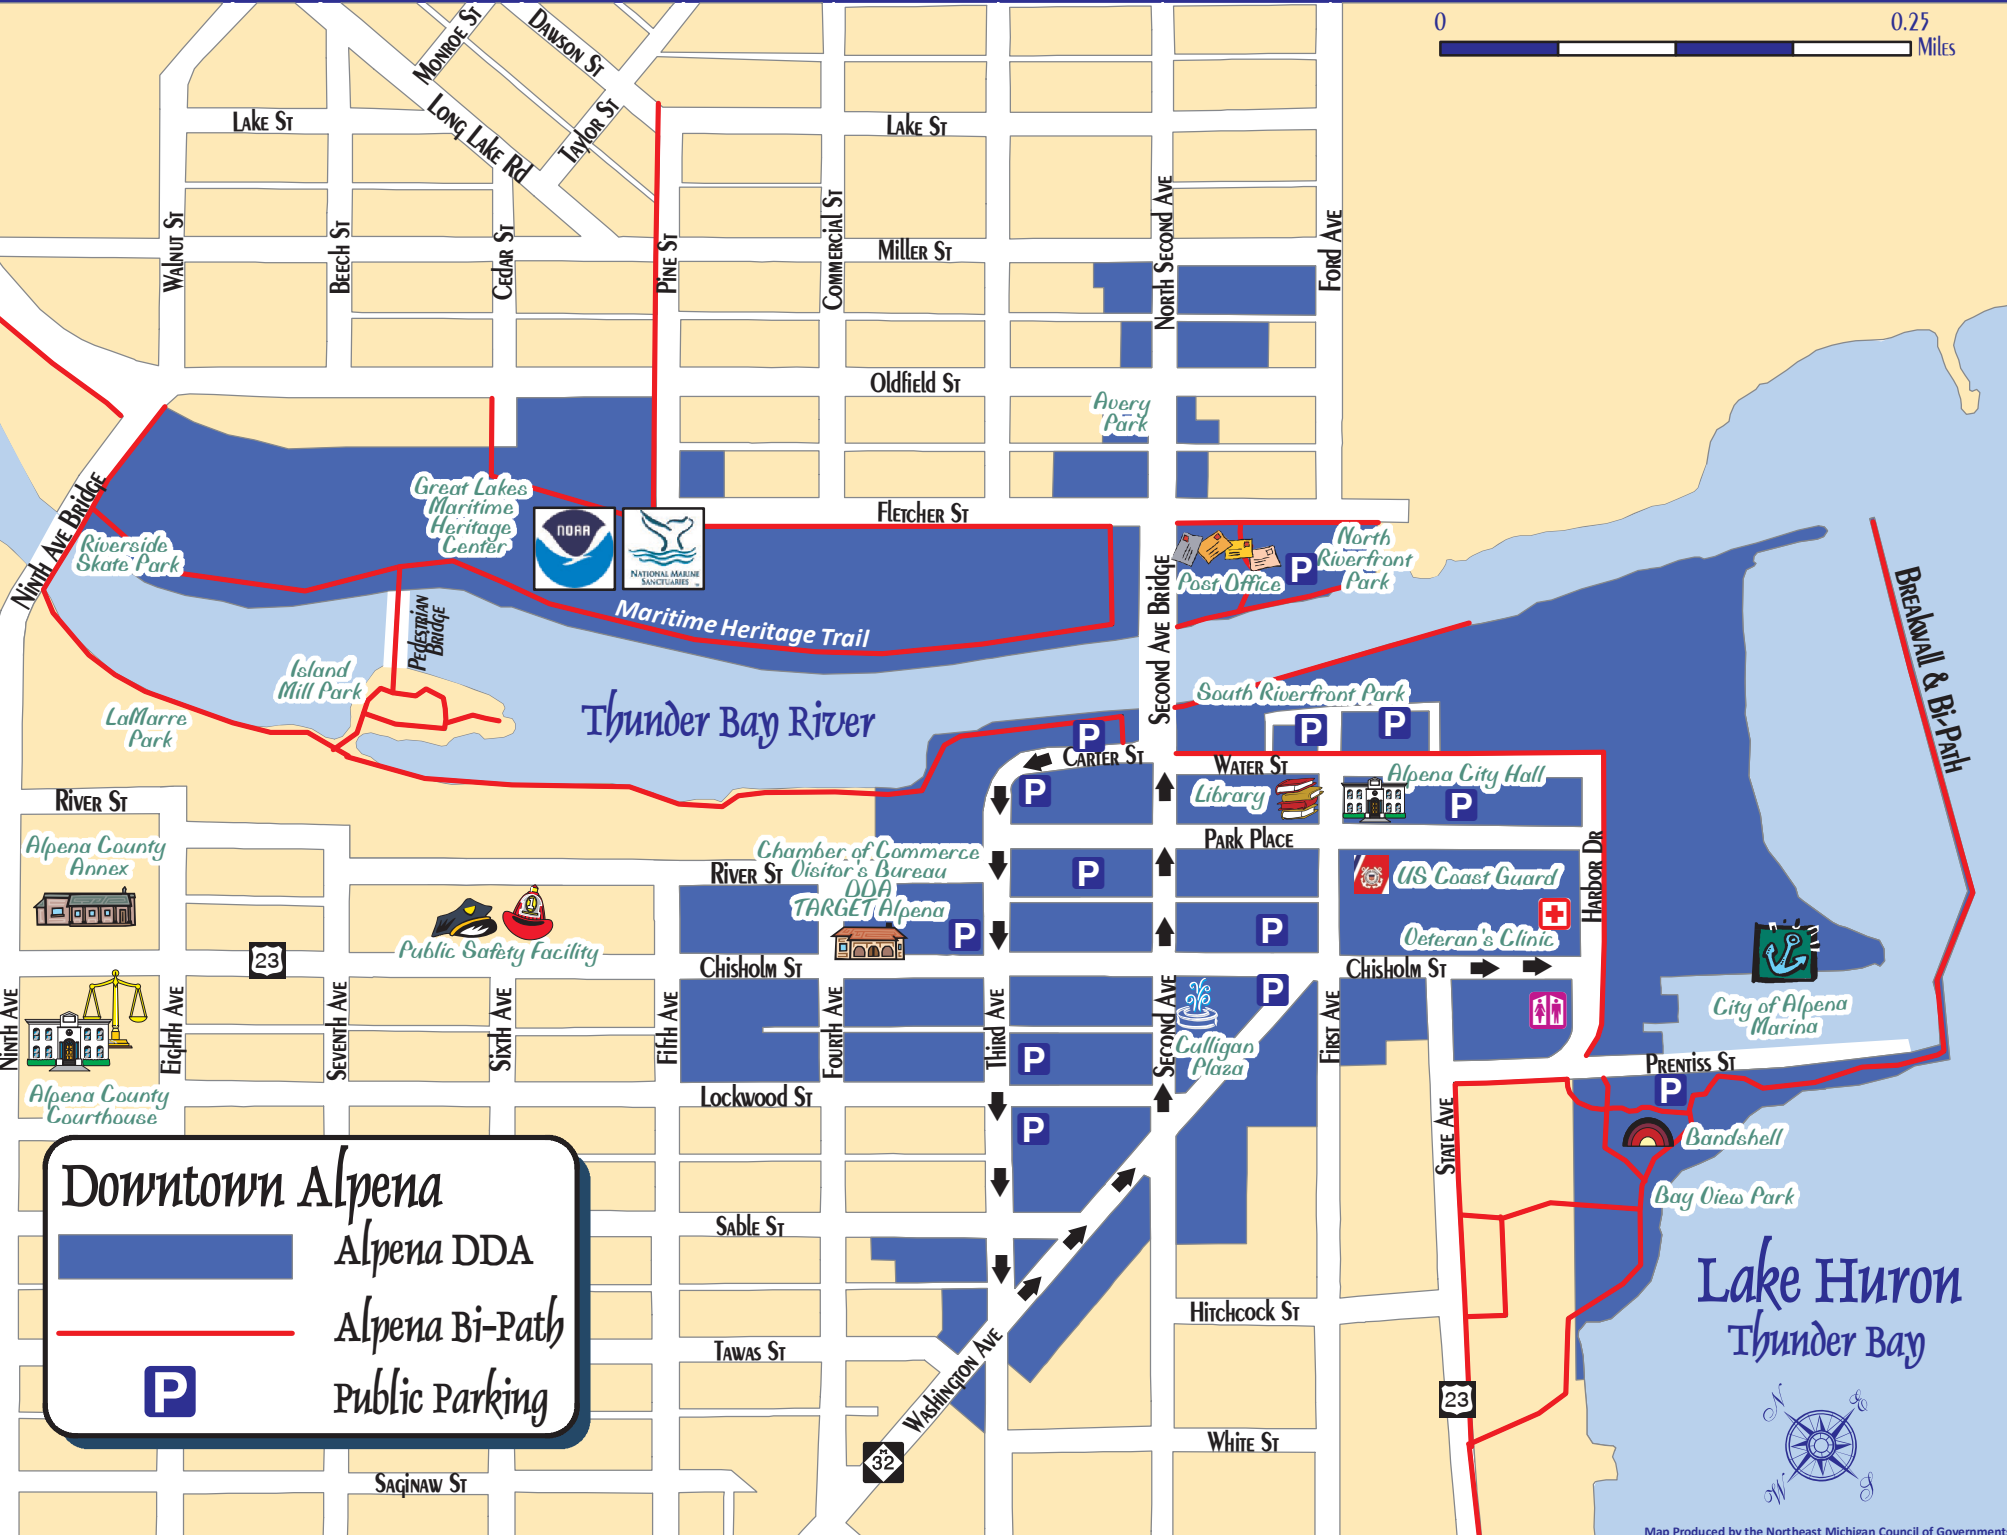 0
0.25
Miles
Monroe St
Dawson St
Long Lake Rd
Taylor St
Lake St
Lake St
Walnut St
Beech St
Cedar St
Pine St
Commercial St
Miller St
North Second Ave
Ford Ave
Oldfield St
Avery
Park
Fletcher St
Ninth Ave Bridge
Riverside
Skate Park
Great Lakes
Maritime
Heritage
Center
NOAA
NATIONAL MARINE
SANCTUARIES
Maritime Heritage Trail
Pedestrian
Bridge
Island
Mill Park
LaMarre
Park
Thunder Bay River
Second Ave Bridge
Post Office
P
North
Riverfront
Park
South Riverfront Park
P
P
Breakwall & Bi-Path
P
Carter St
P
Water St
Library
Alpena City Hall
P
Park Place
River St
Alpena County
Annex
River St
Chamber of Commerce
Visitor's Bureau
DDA
TARGET Alpena
P
P
P
US Coast Guard
Veteran's Clinic
Harbor Dr
Public Safety Facility
23
Chisholm St
Chisholm St
City of Alpena
Marina
Ninth Ave
Eighth Ave
Seventh Ave
Sixth Ave
Fifth Ave
Fourth Ave
Third Ave
Second Ave
First Ave
P
P
Culligan
Plaza
Alpena County
Courthouse
Lockwood St
P
State Ave
Prentiss St
P
Bandshell
Bay View Park
Sable St
Hitchcock St
Tawas St
Washington Ave
M
32
23
White St
Saginaw St
Lake Huron
Thunder Bay
N
E
W
S
Downtown Alpena
Alpena DDA
Alpena Bi-Path
P
Public Parking
Map Produced by the Northeast Michigan Council of Governments